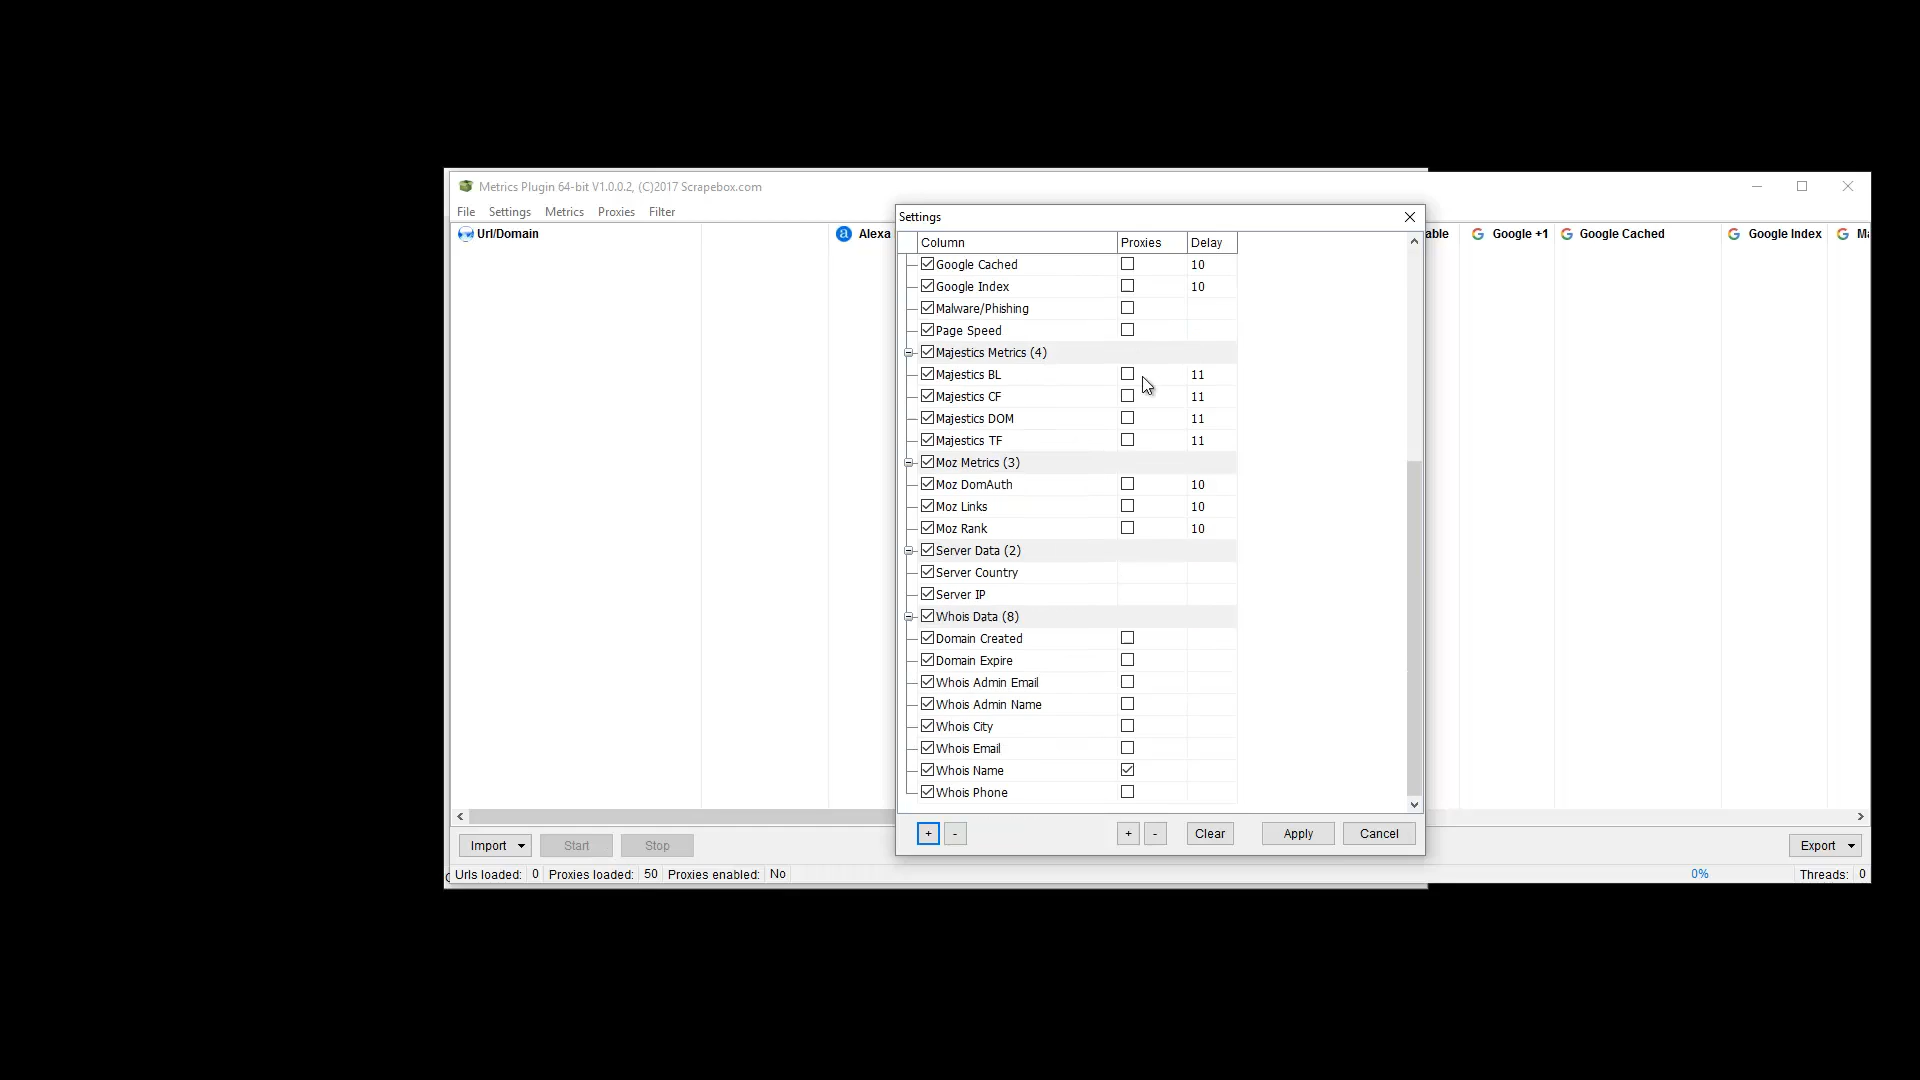 Metrics Plugin 64-bit V1.0.0.2, (C)2017 Scrapebox.com
File Settings Metrics Proxies Filter
Settings
Url/Domain Alexa able Google +1 Google Cached Google Index
Column Proxies Delay
Google Cached 10
Google Index 10
Malware/Phishing
Page Speed
Majestics Metrics (4)
Majestics BL 11
Majestics CF 11
Majestics DOM 11
Majestics TF 11
Moz Metrics (3)
Moz DomAuth 10
Moz Links 10
Moz Rank 10
Server Data (2)
Server Country
Server IP
Whois Data (8)
Domain Created
Domain Expire
Whois Admin Email
Whois Admin Name
Whois City
Whois Email
Whois Name
Whois Phone
+ - + - Clear Apply Cancel
Import Start Stop Export
Urls loaded: 0 Proxies loaded: 50 Proxies enabled: No 0% Threads: 0